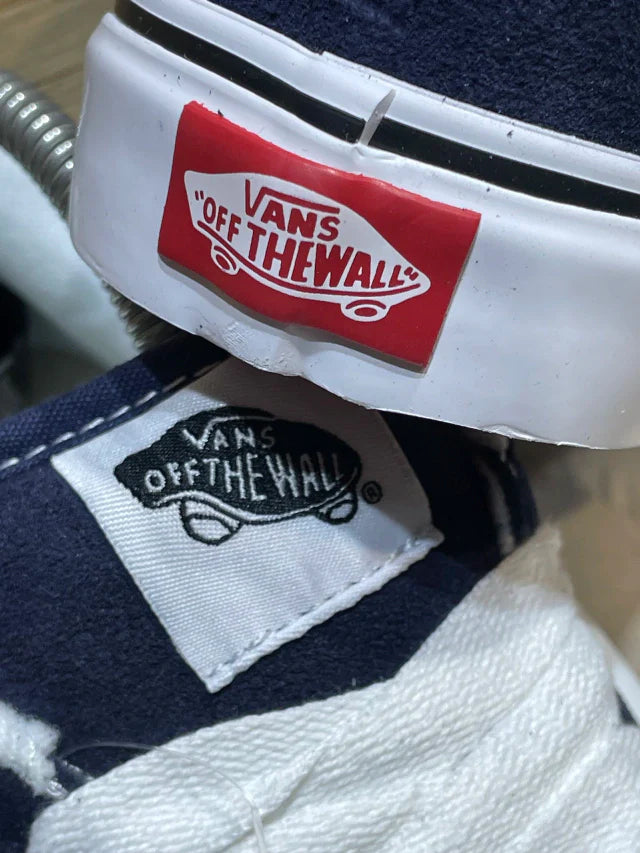 VANS
"OFF THE WALL"
VANS
OFF THE WALL
®